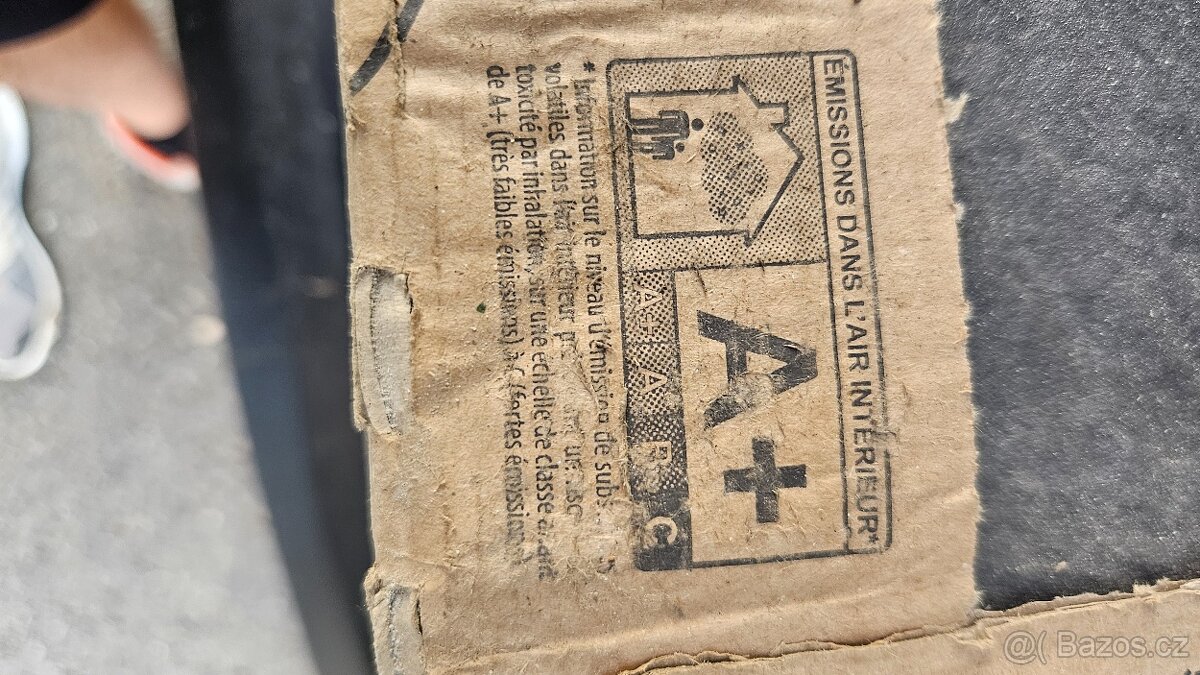 ÉMISSIONS DANS L'AIR INTÉRIEUR*
A+
A+ A B C
* Information sur le niveau d'émission de
volatiles dans l'air intérieur
toxicité par inhalation, sur une échelle de classe allant
de A+ (très faibles émissions) à C (fortes émissions)
@( Bazos.cz